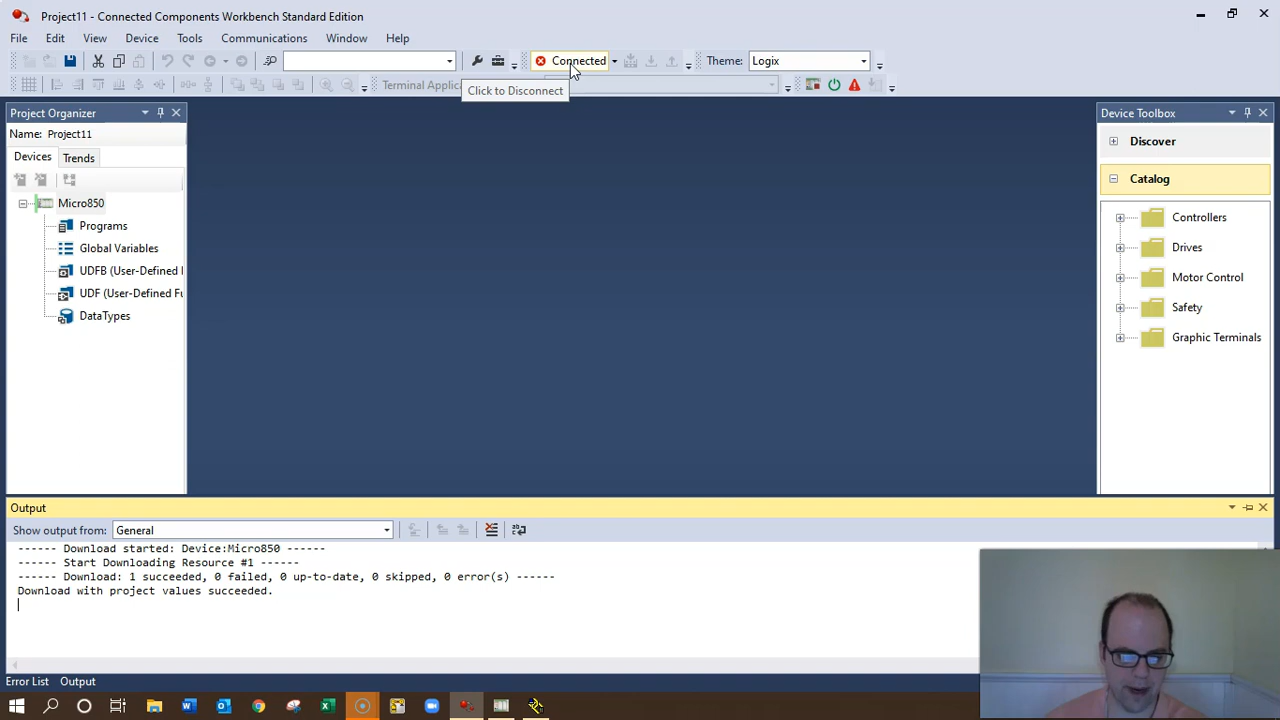 Project11 - Connected Components Workbench Standard Edition
File Edit View Device Tools Communications Window Help
Connected Theme: Logix
Terminal Applic
Click to Disconnect
Project Organizer
Name: Project11
Devices Trends
Micro850
Programs
Global Variables
UDFB (User-Defined
UDF (User-Defined Fu
DataTypes
Device Toolbox
Discover
Catalog
Controllers
Drives
Motor Control
Safety
Graphic Terminals
Output
Show output from: General
------ Download started: Device:Micro850 ------
------ Start Downloading Resource #1 ------
------ Download: 1 succeeded, 0 failed, 0 up-to-date, 0 skipped, 0 error(s) ------
Download with project values succeeded.
Error List Output